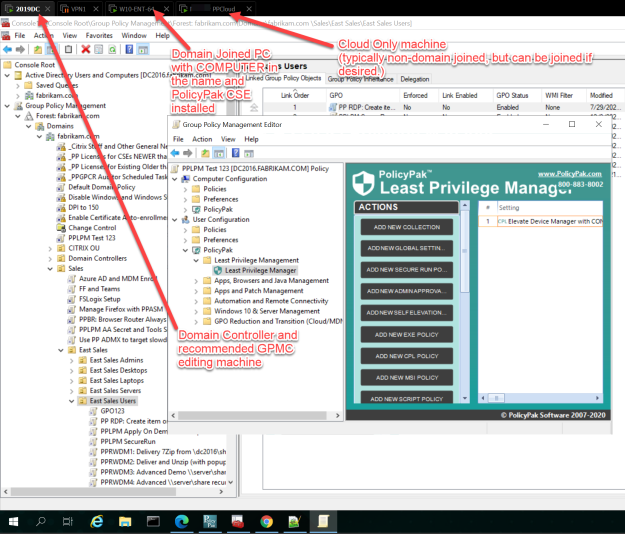 2019DC
VPN1
W10-ENT-64
PPCloud
Console Root\Group Policy Management\Forest: fabrikam.com\Domains\fabrikam.com\Sales\East Sales\East Sales Users]
File Action View Favorites Window Help
Domain Joined PC
with COMPUTER in
the name and
PolicyPak CSE
installed
Cloud Only machine
(typically non-domain joined, but can be joined if
desired.)
Console Root
Active Directory Users and Computers [DC2016.fa
Saved Queries
fabrikam.com
Group Policy Management
Forest: fabrikam.com
Domains
fabrikam.com
_Citrix Stuff and Other General Ne
_PP Licenses for CSEs NEWER tha
_PP Licensing for Existing Older th
_PPGPCR Auditor Scheduled Task
Default Domain Policy
Disable Windows and Windows S
DPI to 150
Enable Certificate Auto-enrollmen
Change Control
PPLPM Test 123
CITRIX OU
Domain Controllers
Sales
Azure AD and MDM Enroll
FF and Teams
FSLogix Setup
Manage Firefox with PPASM
PPBR: Browser Router Always
PPLPM AA Secret and Tools S
Use PP ADMX to target slowd
East Sales
East Sales Admins
East Sales Desktops
East Sales Laptops
East Sales Servers
East Sales Users
GPO123
PP RDP: Create item o
PPLPM Apply On Dem
PPLPM SecureRun
PPRWDM1: Delivery 7Zip from \dc2016\sh
PPRWDM2: Deliver and Unzip (with popup
PPRWDM3: Advanced Demo \\server\share
PPRWDM4: Advanced \\server\share recur
s Users
Linked Group Policy Objects
Group Policy Inheritance
Delegation
Link Order
GPO
Enforced
Link Enabled
GPO Status
WMI Filter
Modified
1
PP RDP: Create ite...
No
Yes
Enabled
None
7/29/202...
Group Policy Management Editor
File Action View Help
PPLPM Test 123 [DC2016.FABRIKAM.COM] Policy
Computer Configuration
Policies
Preferences
PolicyPak
User Configuration
Policies
Preferences
PolicyPak
Least Privilege Management
Least Privilege Manager
Apps, Browsers and Java Management
Apps and Patch Management
Automation and Remote Connectivity
Windows 10 & Server Management
GPO Reduction and Transition (Cloud/MDM
Domain Controller and
recommended GPMC
editing machine
PolicyPak™
www.PolicyPak.com
800-883-8002
Least Privilege Manager
ACTIONS
ADD NEW COLLECTION
ADD NEW GLOBAL SETTIN...
ADD NEW SECURE RUN PO...
ADD NEW ADMIN APPROVA...
ADD NEW SELF ELEVATION...
ADD NEW EXE POLICY
ADD NEW CPL POLICY
ADD NEW MSI POLICY
ADD NEW SCRIPT POLICY
# Setting
1 CPL Elevate Device Manager with COM
© PolicyPak Software 2007-2020